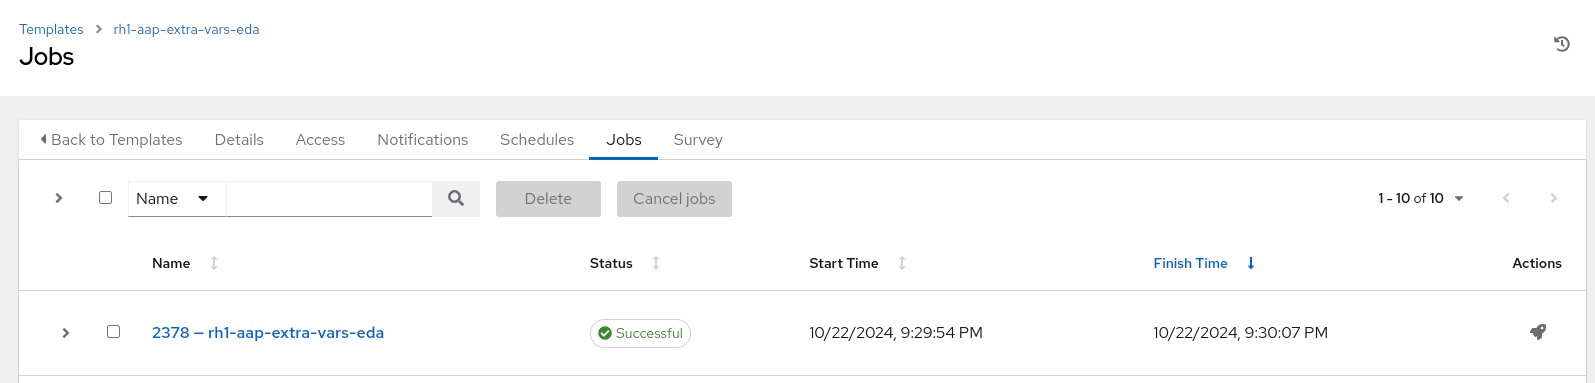 Templates > rh1-aap-extra-vars-eda
Jobs
Back to Templates Details Access Notifications Schedules Jobs Survey
Name Delete Cancel jobs 1 - 10 of 10
Name Status Start Time Finish Time Actions
2378 — rh1-aap-extra-vars-eda Successful 10/22/2024, 9:29:54 PM 10/22/2024, 9:30:07 PM